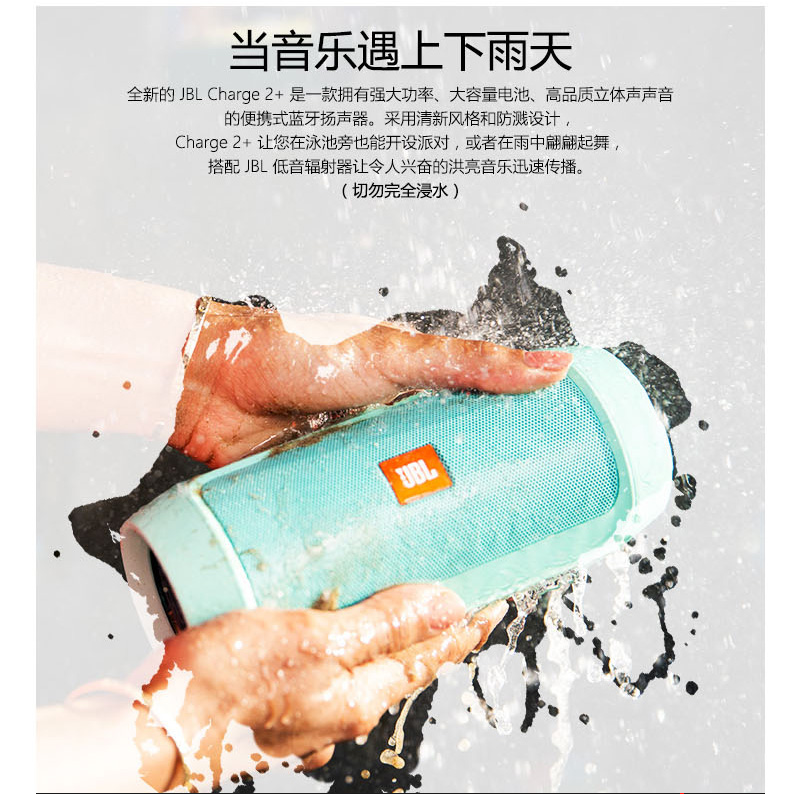 当音乐遇上下雨天
全新的 JBL Charge 2+ 是一款拥有强大功率、大容量电池、高品质立体声声音
的便携式蓝牙扬声器。采用清新风格和防溅设计，
Charge 2+ 让您在泳池旁也能开设派对，或者在雨中翩翩起舞，
搭配 JBL 低音辐射器让令人兴奋的洪亮音乐迅速传播。
（切勿完全浸水）
JBL